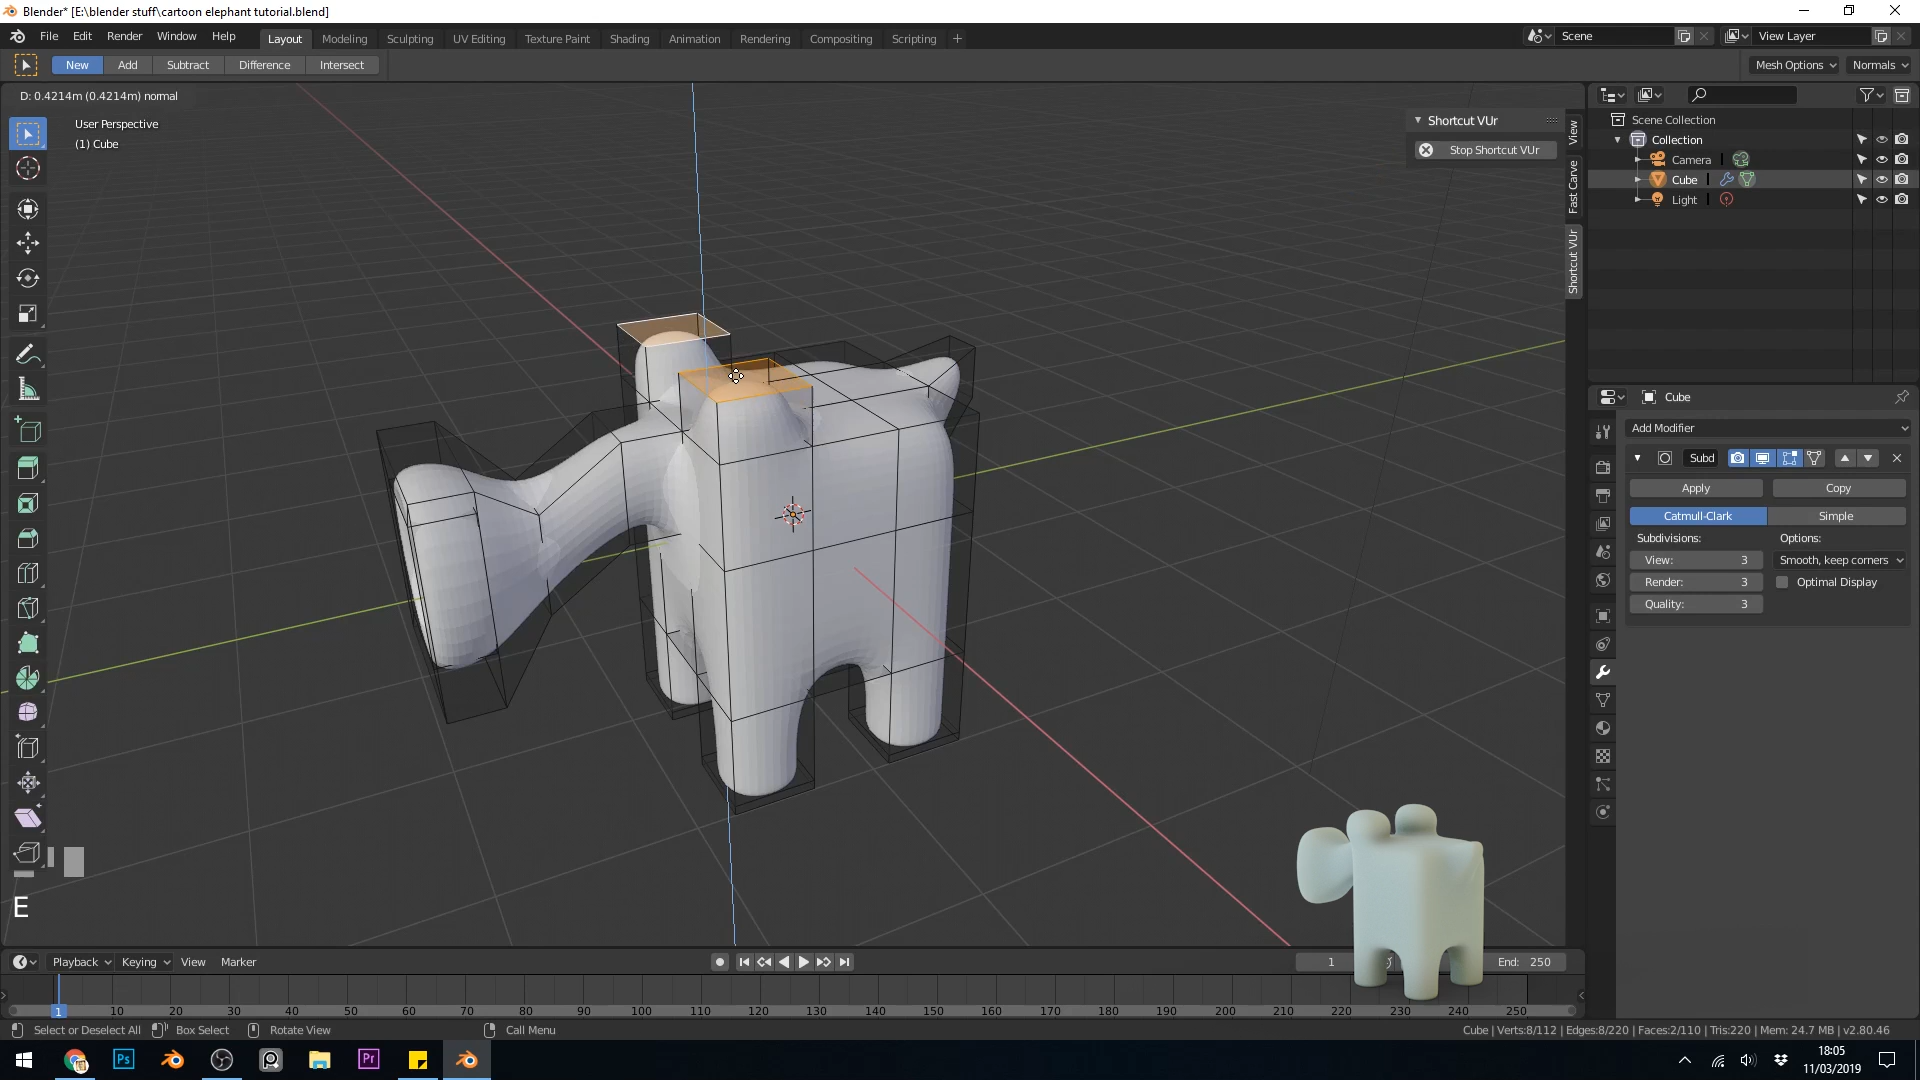 Blender* [E:\blender stuff\cartoon elephant tutorial.blend]
File Edit Render Window Help Layout Modeling Sculpting UV Editing Texture Paint Shading Animation Rendering Compositing Scripting + Scene View Layer
New Add Subtract Difference Intersect Mesh Options Normals
D: 0.4214m (0.4214m) normal
User Perspective
(1) Cube
Shortcut VUr
Stop Shortcut VUr
View
Fast Carve
Shortcut VUr
Scene Collection
Collection
Camera
Cube
Light
Cube
Add Modifier
Subd
Apply Copy
Catmull-Clark Simple
Subdivisions: Options:
View: 3 Smooth, keep corners
Render: 3 Optimal Display
Quality: 3
E
Playback Keying View Marker 1 End: 250
1 10 20 30 40 50 60 70 80 90 100 110 120 130 140 150 160 170 180 190 200 210 220 230 240 250
Select or Deselect All Box Select Rotate View Call Menu Cube | Verts:8/112 | Edges:8/220 | Faces:2/110 | Tris:220 | Mem: 24.7 MB | v2.80.46
Ps Pr
18:05
11/03/2019